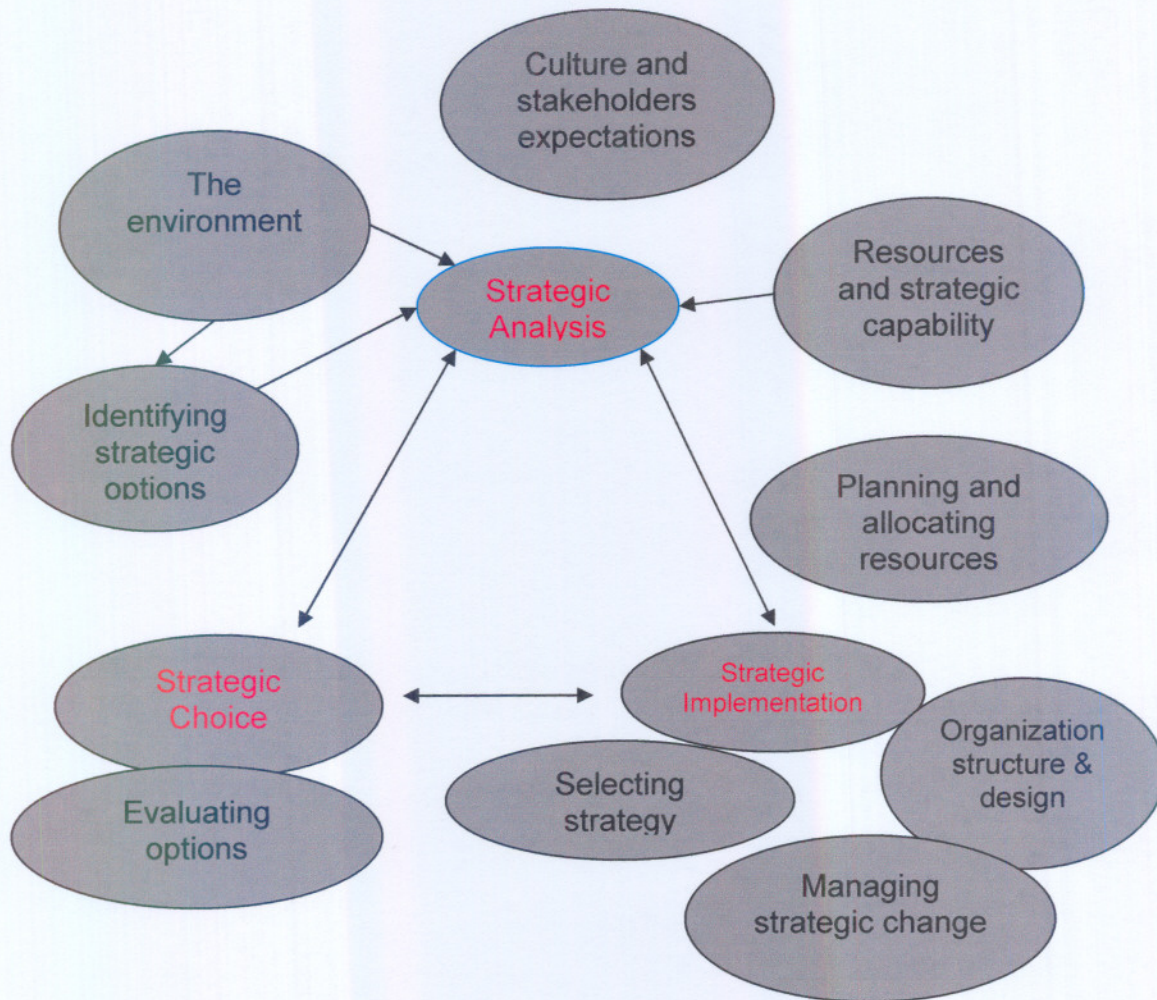 Culture and
stakeholders
expectations
The
environment
Strategic
Analysis
Resources
and strategic
capability
Identifying
strategic
options
Planning and
allocating
resources
Strategic
Choice
Strategic
Implementation
Organization
structure &
design
Selecting
strategy
Evaluating
options
Managing
strategic change